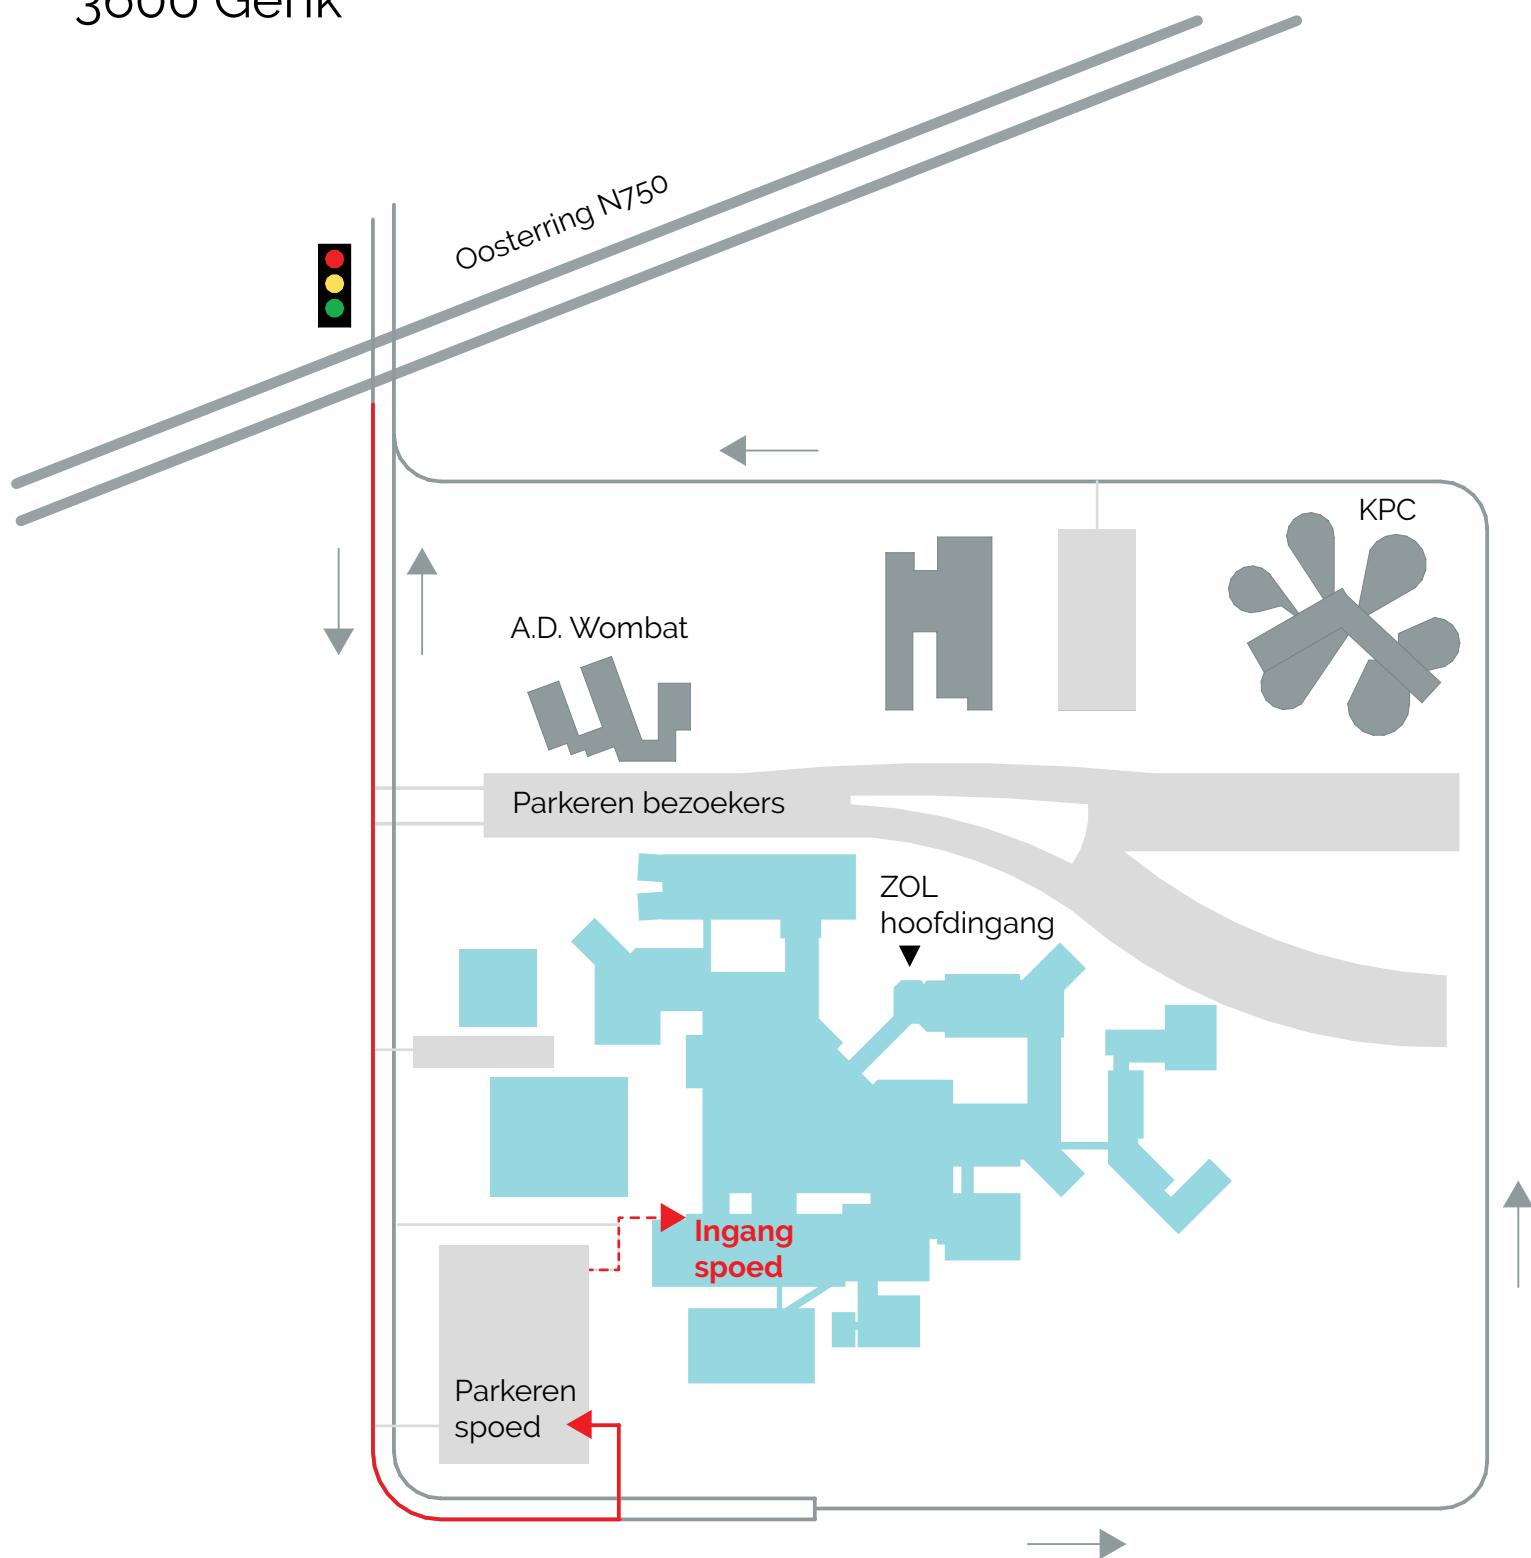 3600 Genk
Oosterring N750
KPC
A.D. Wombat
Parkeren bezoekers
ZOL
hoofdingang
Ingang
spoed
Parkeren
spoed